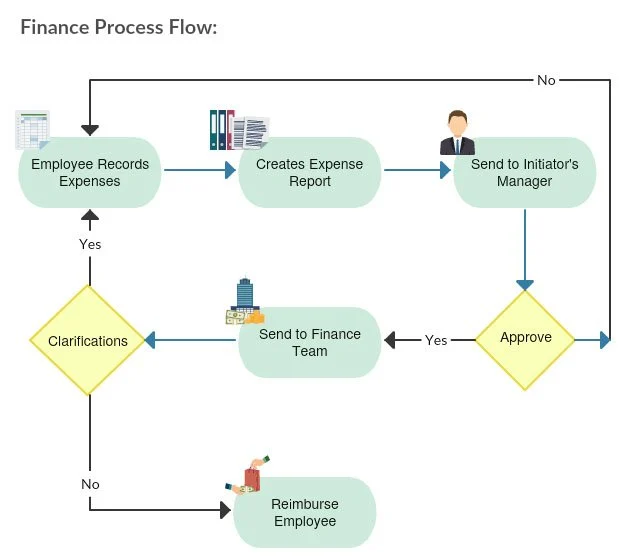 Finance Process Flow:
No
Employee Records
Expenses
Creates Expense
Report
Send to Initiator's
Manager
Yes
Clarifications
Send to Finance
Team
Yes
Approve
No
Reimburse
Employee